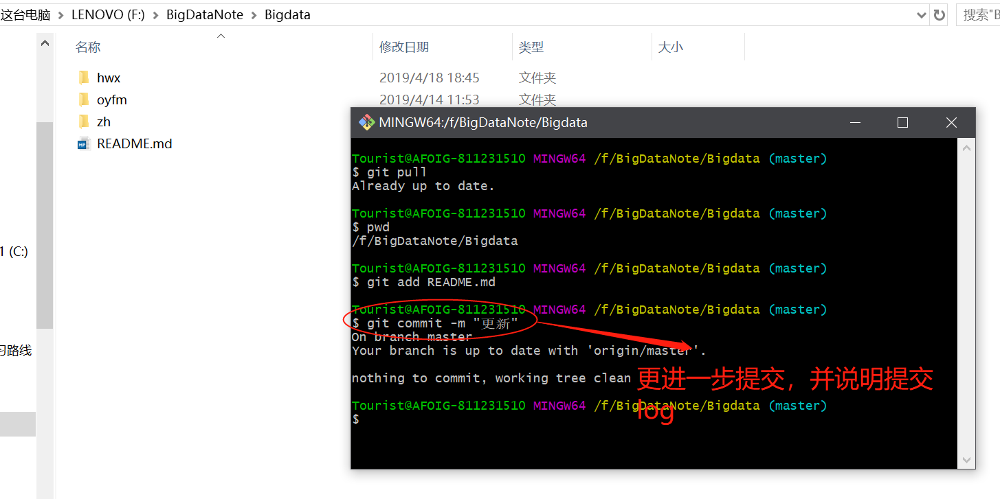 这台电脑 > LENOVO (F:) > BigDataNote > Bigdata
搜索"B
名称 修改日期 类型 大小
hwx 2019/4/18 18:45 文件夹
oyfm 2019/4/14 11:53 文件夹
zh
README.md
1 (C:)
习路线
MINGW64:/f/BigDataNote/Bigdata
Tourist@AFOIG-811231510 MINGW64 /f/BigDataNote/Bigdata (master)
$ git pull
Already up to date.
Tourist@AFOIG-811231510 MINGW64 /f/BigDataNote/Bigdata (master)
$ pwd
/f/BigDataNote/Bigdata
Tourist@AFOIG-811231510 MINGW64 /f/BigDataNote/Bigdata (master)
$ git add README.md
Tourist@AFOIG-811231510 MINGW64 /f/BigDataNote/Bigdata (master)
$ git commit -m "更新"
On branch master
Your branch is up to date with 'origin/master'.
nothing to commit, working tree clean
更进一步提交，并说明提交
log
Tourist@AFOIG-811231510 MINGW64 /f/BigDataNote/Bigdata (master)
$